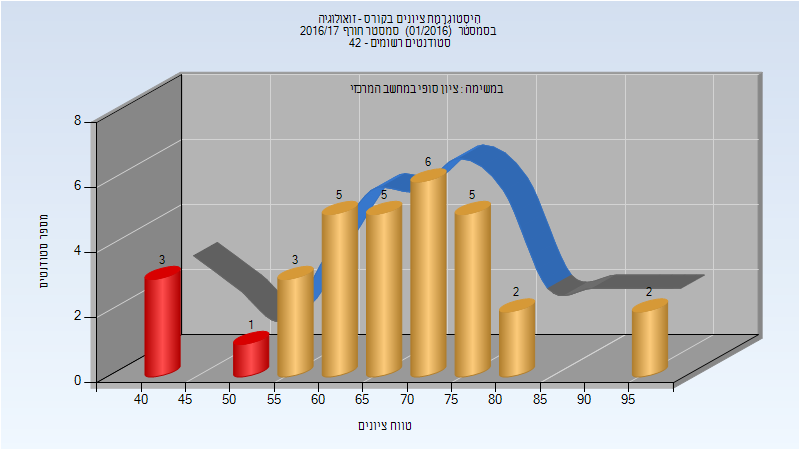 היסטוגרמת ציונים בקורס - זואולוגיה
בסמסטר (01/2016) סמסטר חורף 2016/17
סטודנטים רשומים - 42
במשימה : ציון סופי במחשב המרכזי
מספר סטודנטים
8
6
4
2
0
3
1
3
5
5
6
5
2
2
40 45 50 55 60 65 70 75 80 85 90 95
טווח ציונים